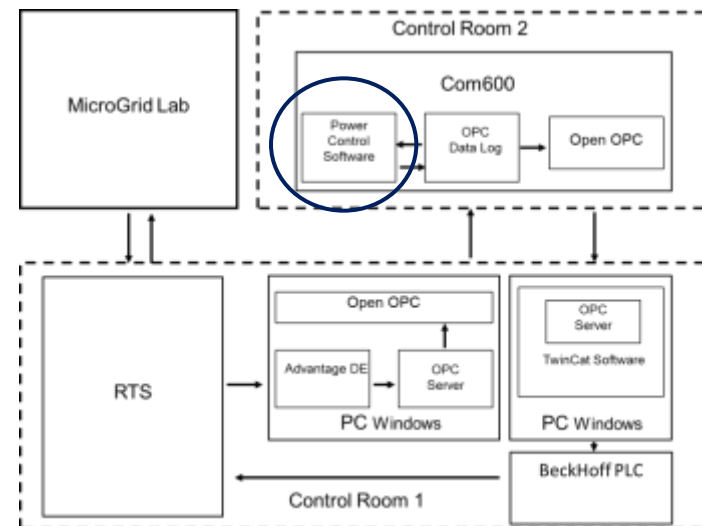 Control Room 2
MicroGrid Lab
Com600
Power
Control
Software
OPC
Data Log
Open OPC
RTS
Open OPC
Advantage DE
OPC
Server
PC Windows
OPC
Server
TwinCat Software
PC Windows
BeckHoff PLC
Control Room 1